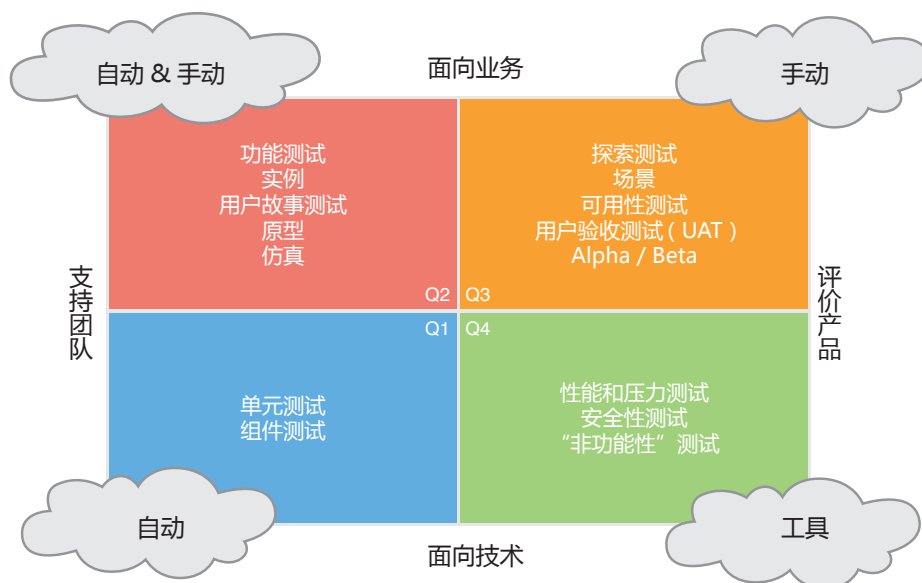 自动 & 手动
面向业务
手动
功能测试
实例
用户故事测试
原型
仿真
Q2
探索测试
场景
可用性测试
用户验收测试（UAT）
Alpha / Beta
Q3
支持团队
评价产品
Q1
单元测试
组件测试
Q4
性能和压力测试
安全性测试
“非功能性”测试
自动
面向技术
工具